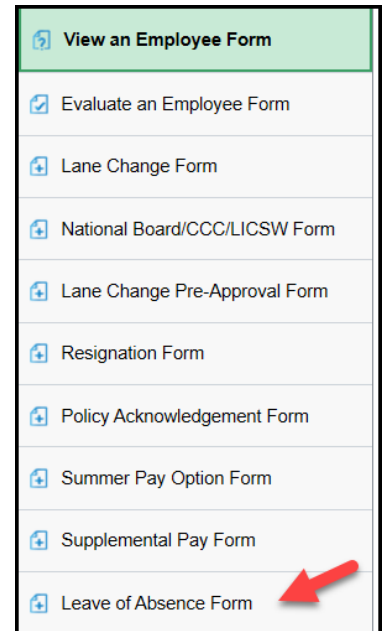 View an Employee Form
Evaluate an Employee Form
Lane Change Form
National Board/CCC/LICSW Form
Lane Change Pre-Approval Form
Resignation Form
Policy Acknowledgement Form
Summer Pay Option Form
Supplemental Pay Form
Leave of Absence Form